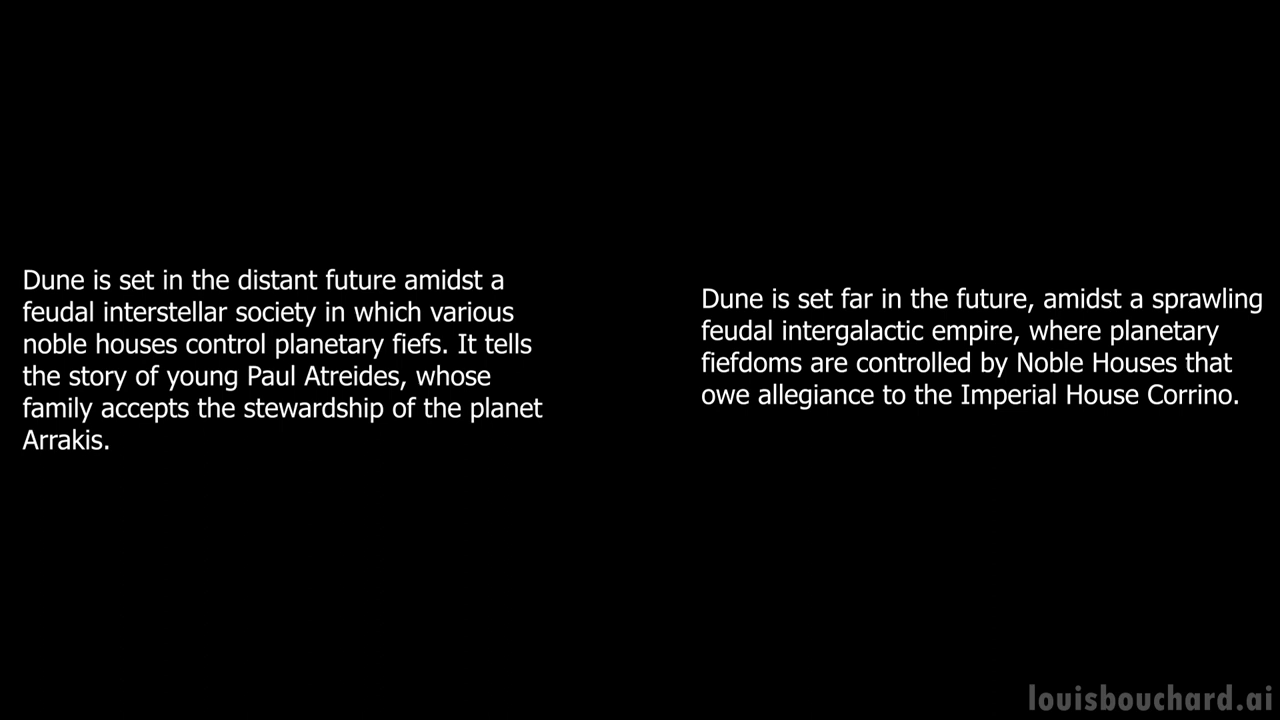 Dune is set in the distant future amidst a
feudal interstellar society in which various
noble houses control planetary fiefs. It tells
the story of young Paul Atreides, whose
family accepts the stewardship of the planet
Arrakis.
Dune is set far in the future, amidst a sprawling
feudal intergalactic empire, where planetary
fiefdoms are controlled by Noble Houses that
owe allegiance to the Imperial House Corrino.
louisbouchard.ai